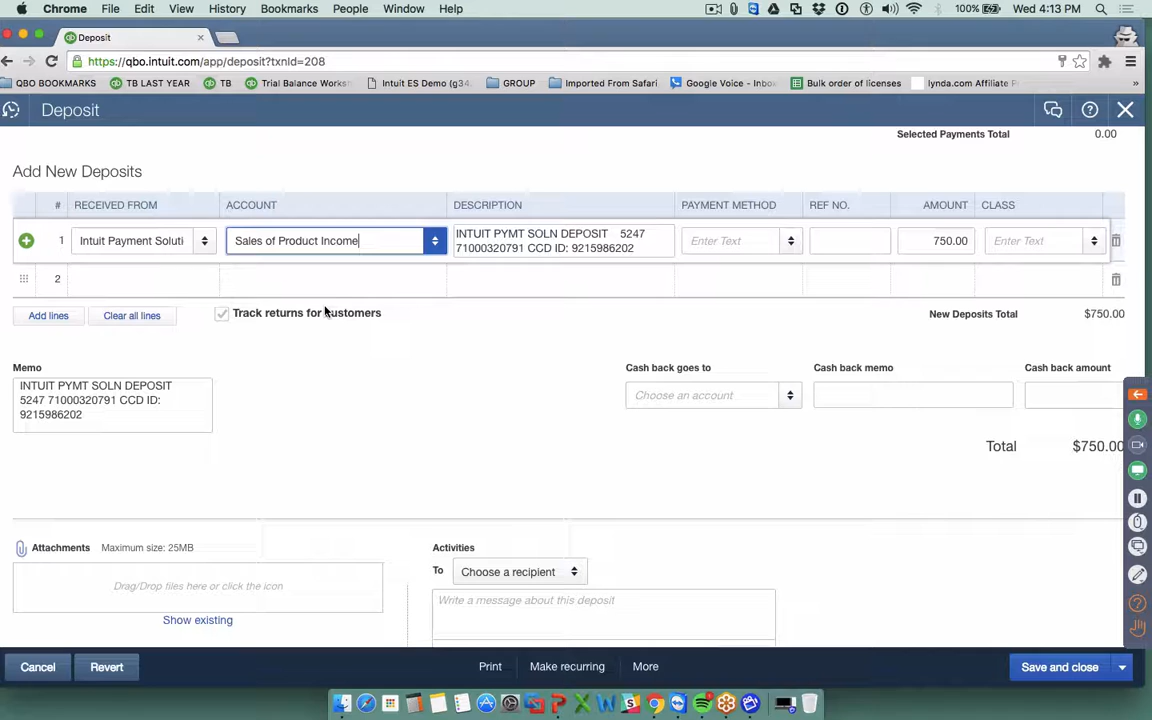 Chrome File Edit View History Bookmarks People Window Help 100% Wed 4:13 PM
Deposit
https://qbo.intuit.com/app/deposit?txnId=208
QBO BOOKMARKS TB LAST YEAR TB Trial Balance Works Intuit ES Demo (g34 GROUP Imported From Safari Google Voice - Inbo Bulk order of licenses lynda.com Affiliate P »
Deposit
Selected Payments Total 0.00
Add New Deposits
# RECEIVED FROM ACCOUNT DESCRIPTION PAYMENT METHOD REF NO. AMOUNT CLASS
1 Intuit Payment Soluti Sales of Product Income INTUIT PYMT SOLN DEPOSIT 5247 Enter Text 750.00 Enter Text
71000320791 CCD ID: 9215986202
2
Add lines Clear all lines Track returns for customers New Deposits Total $750.00
Memo Cash back goes to Cash back memo Cash back amount
INTUIT PYMT SOLN DEPOSIT
5247 71000320791 CCD ID:
9215986202
Choose an account
Total $750.00
Attachments Maximum size: 25MB Activities
To Choose a recipient
Drag/Drop files here or click the icon
Write a message about this deposit
Show existing
Cancel Revert Print Make recurring More Save and close